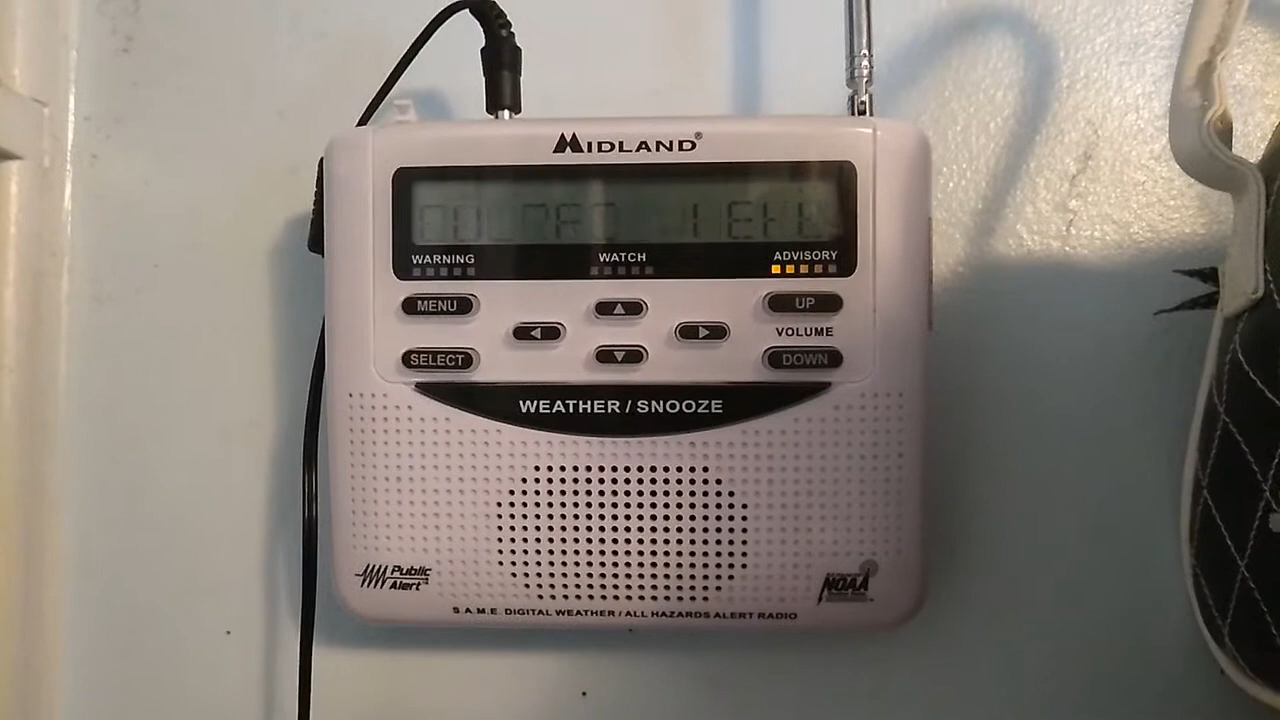 MIDLAND®
WARNING
WATCH
ADVISORY
MENU
UP
VOLUME
SELECT
DOWN
WEATHER / SNOOZE
Public
Alert
NOAA
S.A.M.E. DIGITAL WEATHER / ALL HAZARDS ALERT RADIO